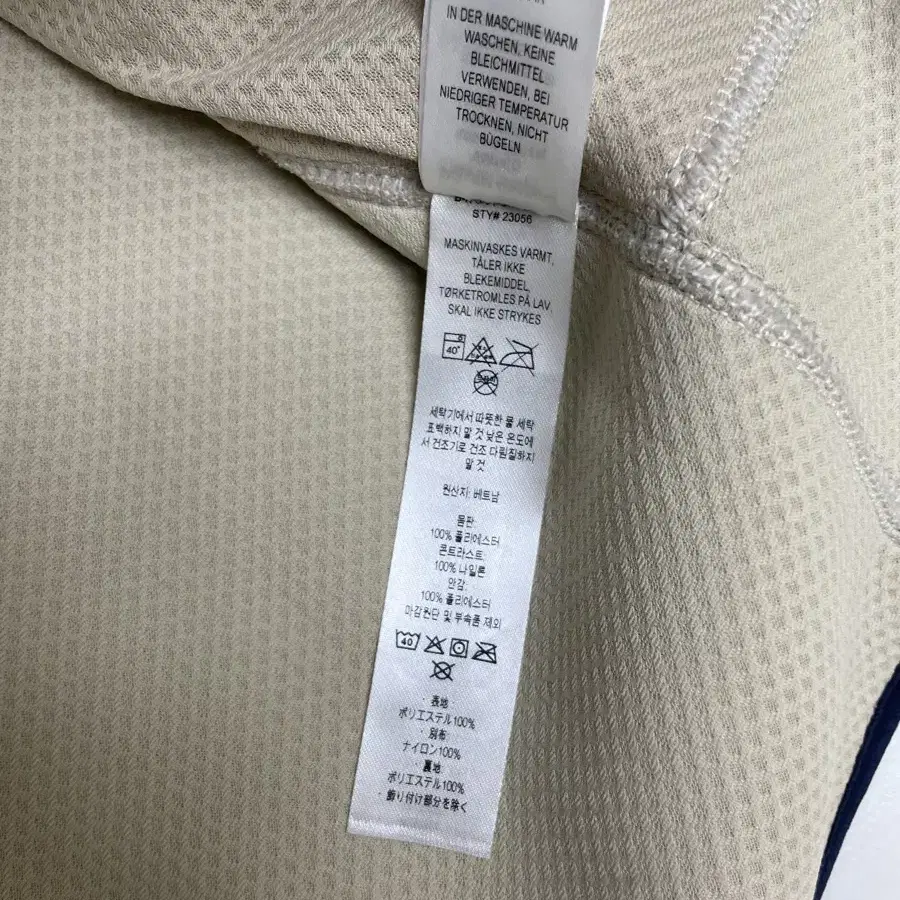 IN DER MASCHINE WARM
WASCHEN, KEINE
BLEICHMITTEL
VERWENDEN, BEI
NIEDRIGER TEMPERATUR
TROCKNEN, NICHT
BÜGELN
STY# 23056
MASKINVASKES VARMT,
TÅLER IKKE
BLEKEMIDDEL,
TØRKETROMLES PÅ LAV,
SKAL IKKE STRYKES
40°
세탁기에서 따뜻한 물 세탁
표백하지 말 것 낮은 온도에
서 건조기로 건조 다림질하지
말 것
원산지: 베트남
몸판:
100% 폴리에스터
콘트라스트:
100% 나일론
안감:
100% 폴리에스터
마감원단 및 부속품 제외
40
· 表地:
ポリエステル100%
· 別布:
ナイロン100%
· 裏地:
ポリエステル100%
· 飾り付け部分を除く